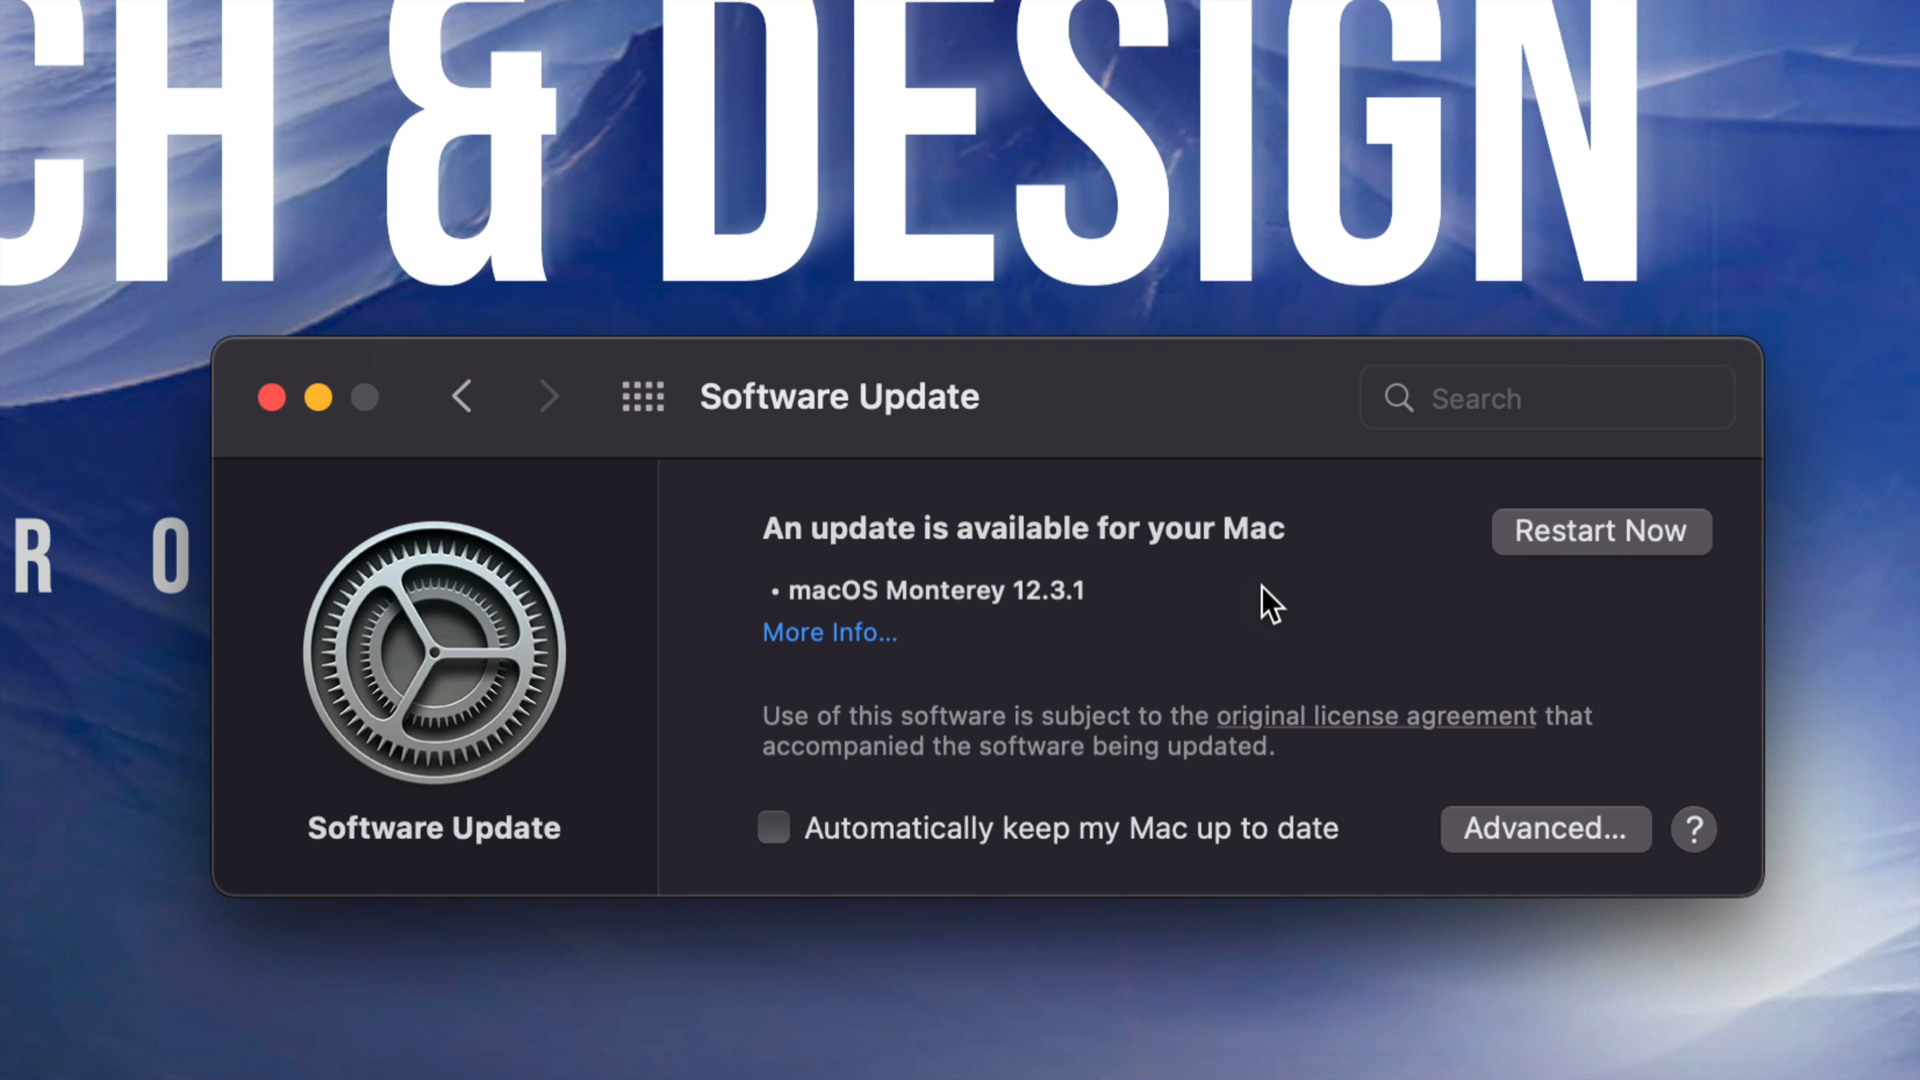 CH & DESIGN
R O
Software Update
Search
An update is available for your Mac
Restart Now
• macOS Monterey 12.3.1
More Info...
Use of this software is subject to the original license agreement that
accompanied the software being updated.
Software Update
Automatically keep my Mac up to date
Advanced...
?